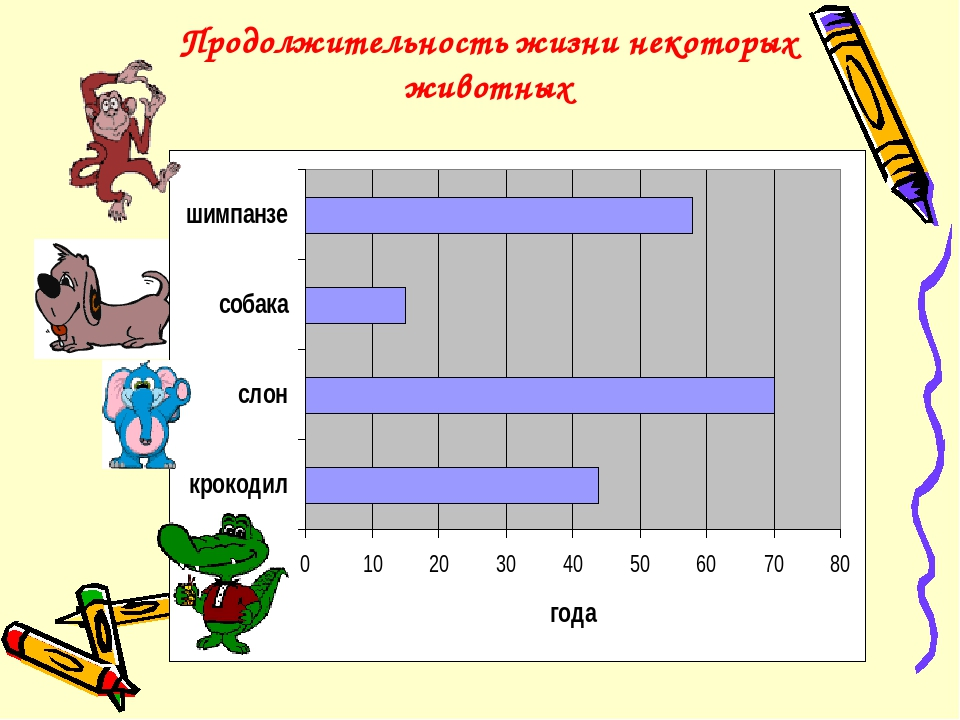 Продолжительность жизни некоторых
животных
шимпанзе
собака
слон
крокодил
0 10 20 30 40 50 60 70 80
года